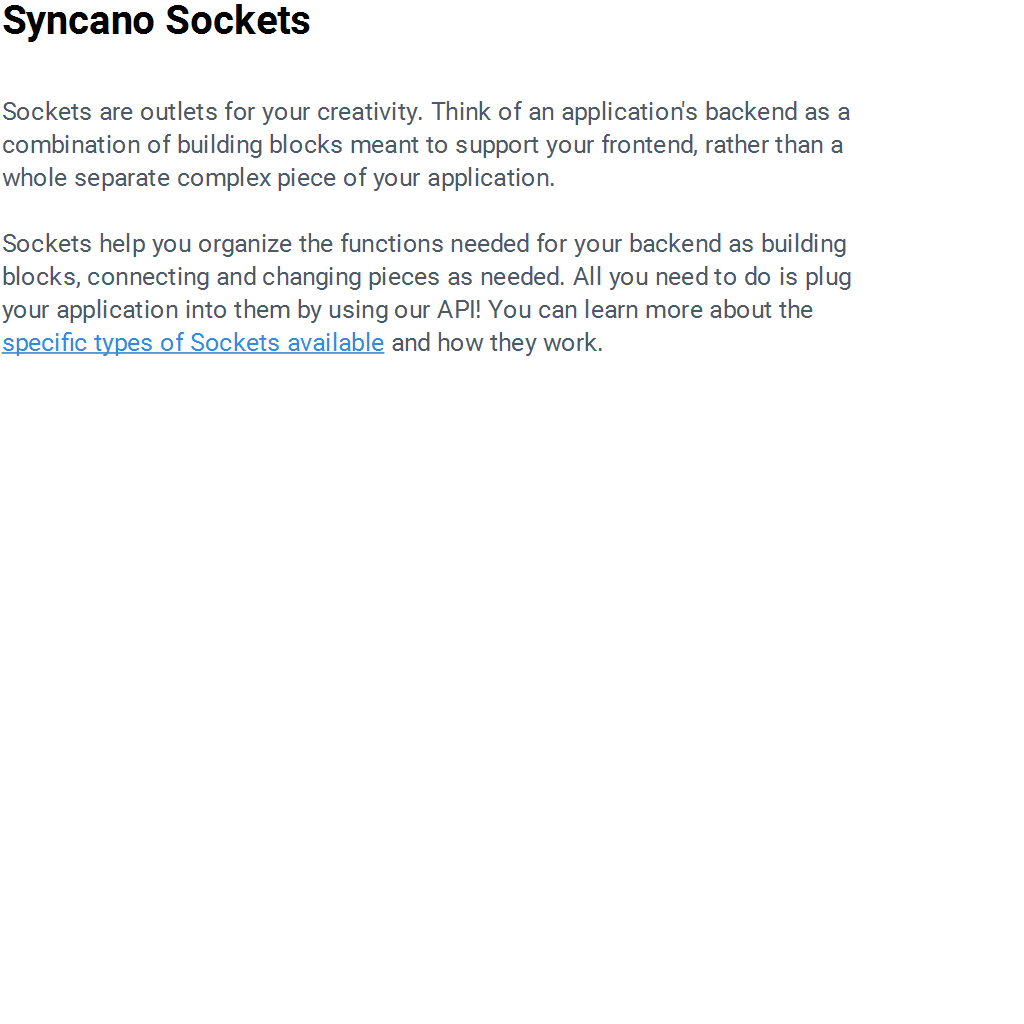 Syncano Sockets
Sockets are outlets for your creativity. Think of an application's backend as a
combination of building blocks meant to support your frontend, rather than a
whole separate complex piece of your application.
Sockets help you organize the functions needed for your backend as building
blocks, connecting and changing pieces as needed. All you need to do is plug
your application into them by using our API! You can learn more about the
specific types of Sockets available and how they work.